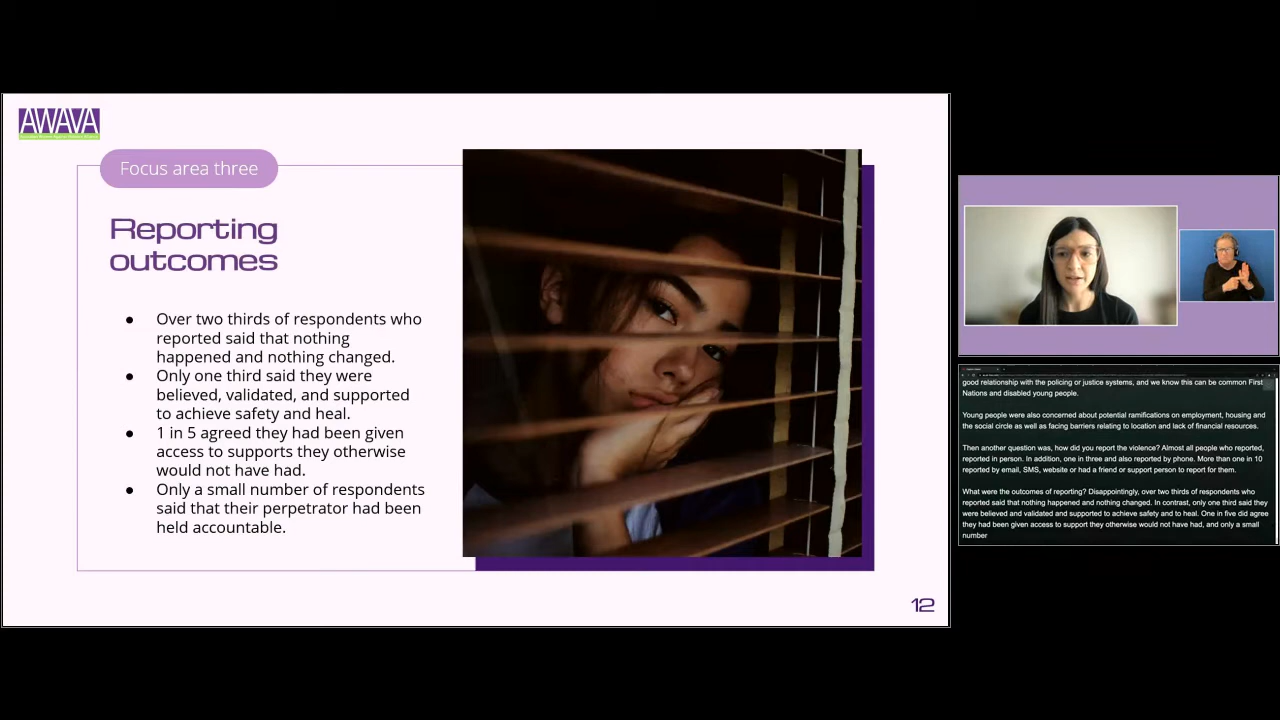 AWAVA
Focus area three
Reporting
outcomes
● Over two thirds of respondents who
reported said that nothing
happened and nothing changed.
● Only one third said they were
believed, validated, and supported
to achieve safety and heal.
● 1 in 5 agreed they had been given
access to supports they otherwise
would not have had.
● Only a small number of respondents
said that their perpetrator had been
held accountable.
12
good relationship with the policing or justice systems, and we know this can be common First
Nations and disabled young people.
Young people were also concerned about potential ramifications on employment, housing and
the social circle as well as facing barriers relating to location and lack of financial resources.
Then another question was, how did you report the violence? Almost all people who reported,
reported in person. In addition, one in three and also reported by phone. More than one in 10
reported by email, SMS, website or had a friend or support person to report for them.
What were the outcomes of reporting? Disappointingly, over two thirds of respondents who
reported said that nothing happened and nothing changed. In contrast, only one third said they
were believed and validated and supported to achieve safety and to heal. One in five did agree
they had been given access to support they otherwise would not have had, and only a small
number